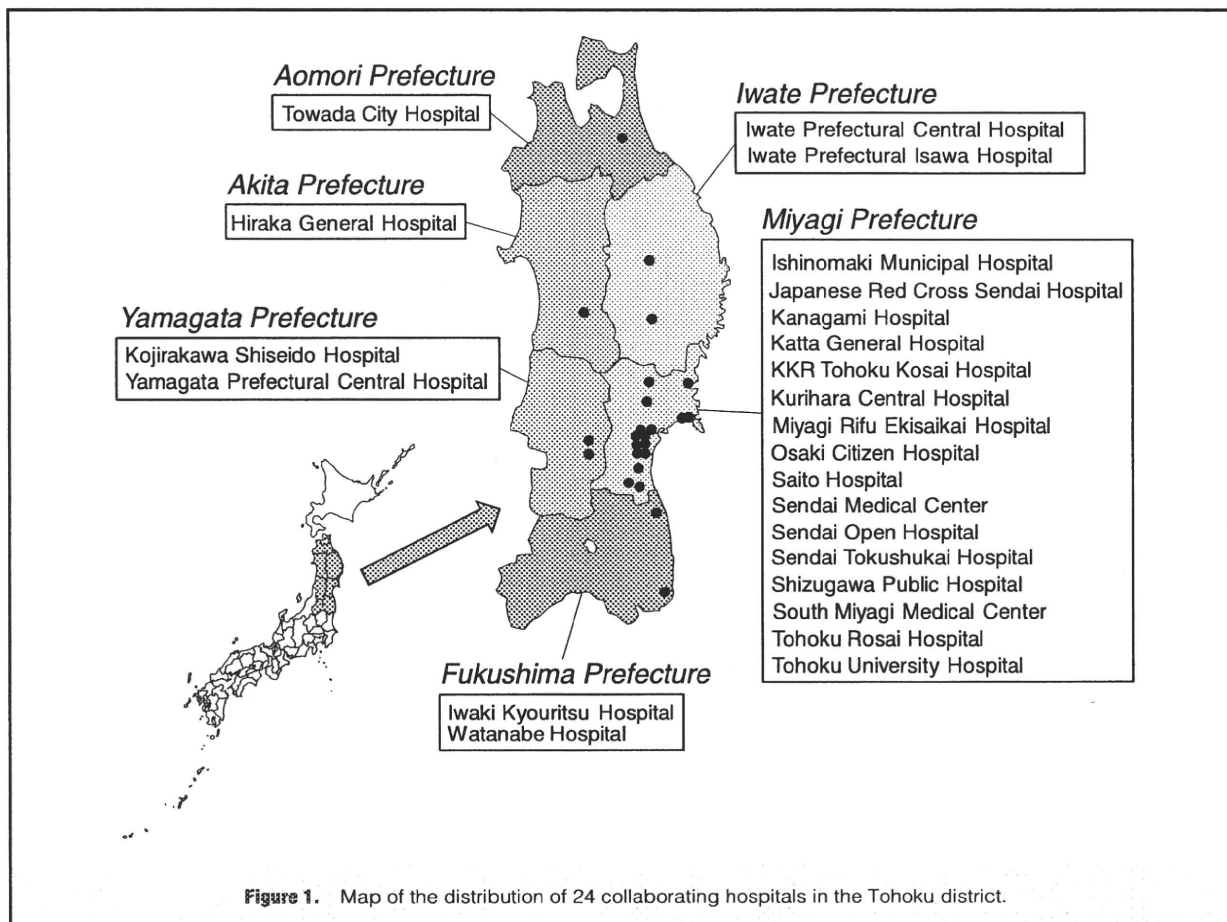 Aomori Prefecture
Towada City Hospital
Iwate Prefecture
Iwate Prefectural Central Hospital
Iwate Prefectural Isawa Hospital
Akita Prefecture
Hiraka General Hospital
Miyagi Prefecture
Ishinomaki Municipal Hospital
Japanese Red Cross Sendai Hospital
Kanagami Hospital
Katta General Hospital
KKR Tohoku Kosai Hospital
Kurihara Central Hospital
Miyagi Rifu Ekisaikai Hospital
Osaki Citizen Hospital
Saito Hospital
Sendai Medical Center
Sendai Open Hospital
Sendai Tokushukai Hospital
Shizugawa Public Hospital
South Miyagi Medical Center
Tohoku Rosai Hospital
Tohoku University Hospital
Yamagata Prefecture
Kojirakawa Shiseido Hospital
Yamagata Prefectural Central Hospital
Fukushima Prefecture
Iwaki Kyouritsu Hospital
Watanabe Hospital
Figure 1. Map of the distribution of 24 collaborating hospitals in the Tohoku district.